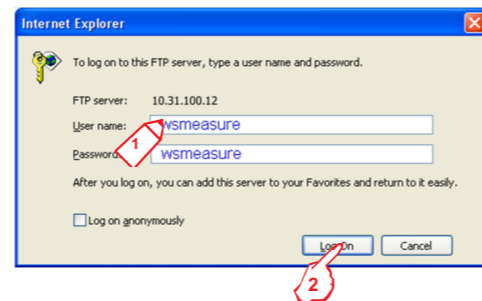 Internet Explorer
To log on to this FTP server, type a user name and password.
FTP server: 10.31.100.12
User name: wsmeasure
1
Password: wsmeasure
After you log on, you can add this server to your Favorites and return to it easily.
Log on anonymously
Log On Cancel
2